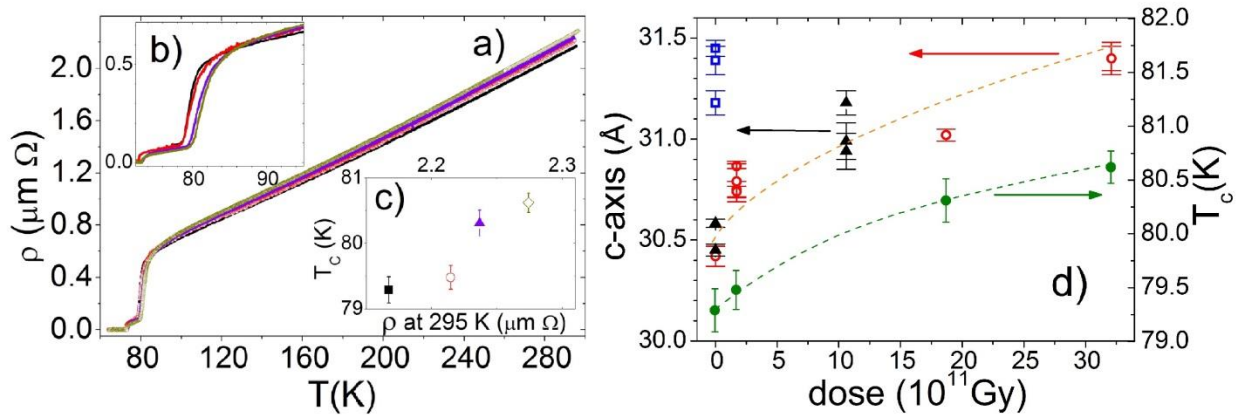 b)
0.5
0.0
80 90
a)
2.0
1.6
1.2
0.8
0.4
0.0
ρ (μm Ω)
80 120 160 200 240 280
T(K)
2.2 2.3
c)
81
80
79
T_C (K)
ρ at 295 K (μm Ω)
31.5
31.0
30.5
30.0
c-axis (Å)
0 5 10 15 20 25 30
dose (10^11Gy)
d)
82.0
81.5
81.0
80.5
80.0
79.5
79.0
T_c(K)